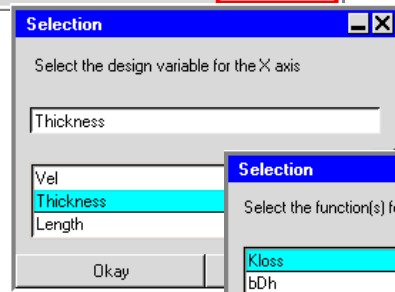 Selection
Select the design variable for the X axis
Thickness
Vel
Thickness
Length
Okay
Selection
Select the function(s) f
Kloss
bDh